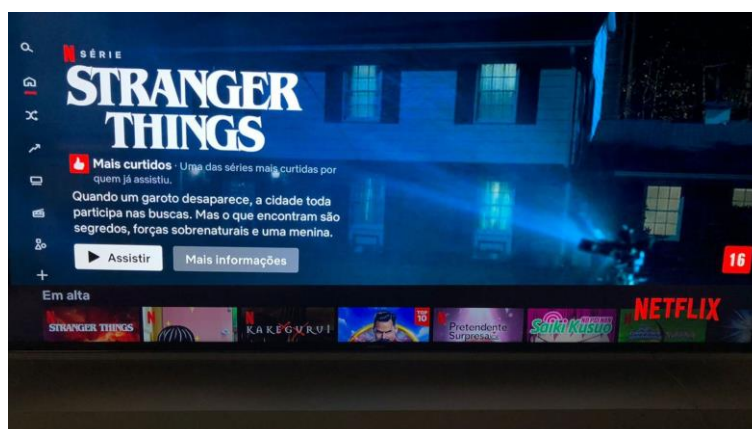 N SÉRIE
STRANGER
THINGS
Mais curtidos · Uma das séries mais curtidas por
quem já assistiu.
Quando um garoto desaparece, a cidade toda
participa nas buscas. Mas o que encontram são
segredos, forças sobrenaturais e uma menina.
Assistir
Mais informações
16
Em alta
NETFLIX
N
STRANGER THINGS
N
N
KAKEGURUI
TOP
10
N
Pretendente
Surpresa
N
Saiki Kusuo
N